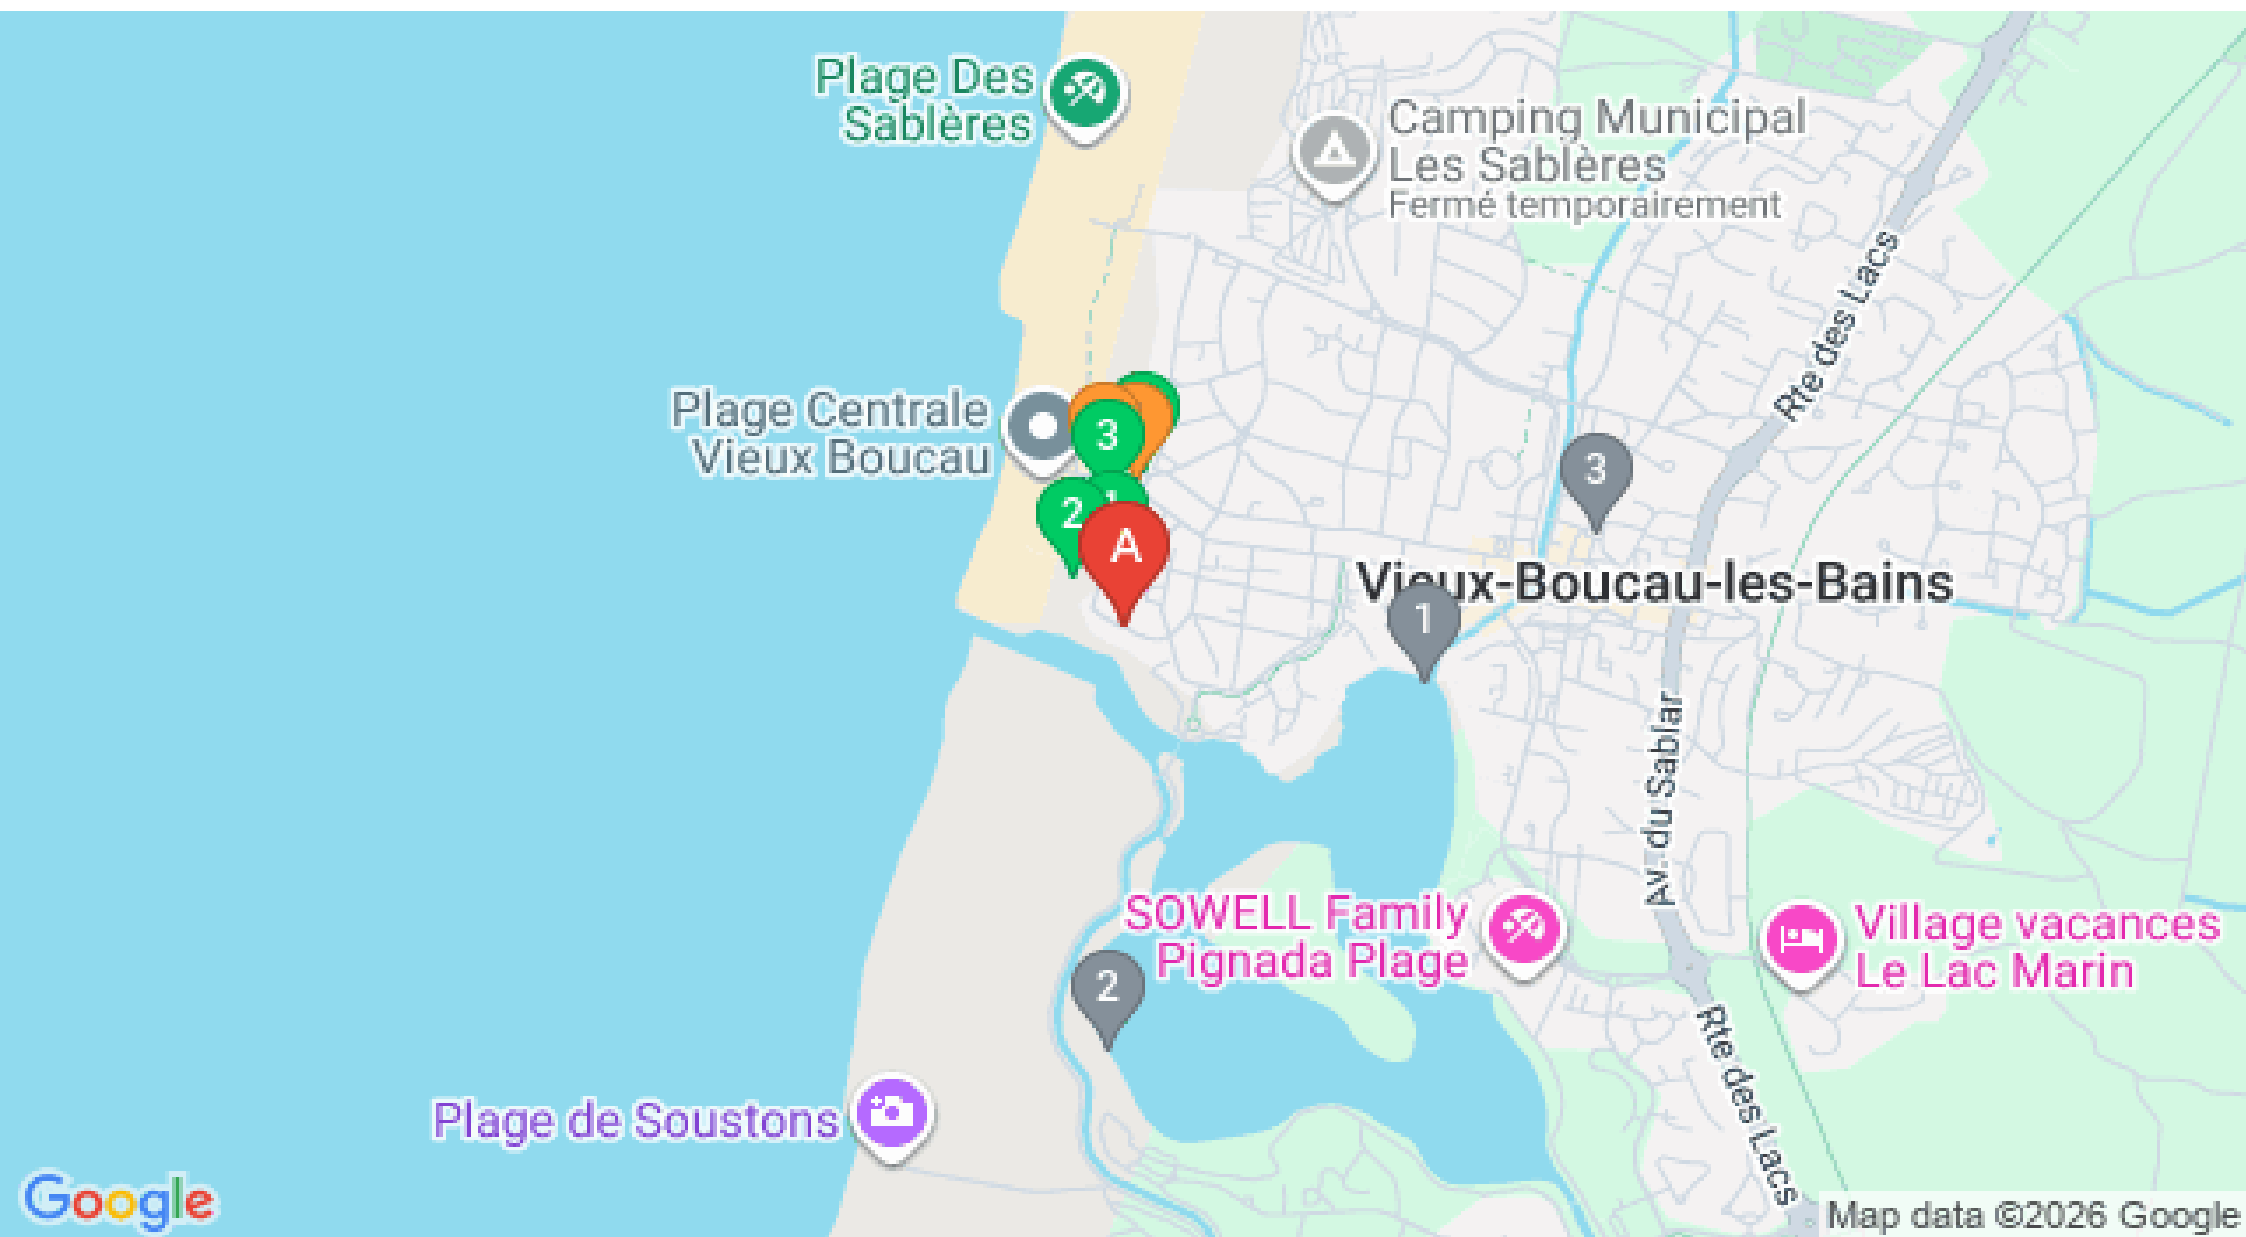 Plage Des
Sablères
Camping Municipal
Les Sablères
Fermé temporairement
Rte des Lacs
Plage Centrale
Vieux Boucau
3
3
2
1
A
Vieux-Boucau-les-Bains
1
Av. du Sablar
SOWELL Family
Pignada Plage
Village vacances
Le Lac Marin
2
Rte des Lacs
Plage de Soustons
Google
Map data ©2026 Google